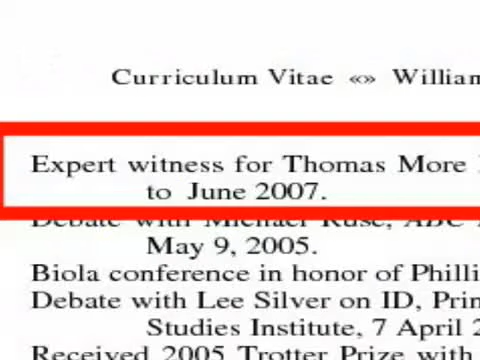 Curriculum Vitae «» William
Expert witness for Thomas More
to June 2007.
Debate with Michael Ruse, ABC
May 9, 2005.
Biola conference in honor of Philli
Debate with Lee Silver on ID, Prin
Studies Institute, 7 April 2
Received 2005 Trotter Prize with